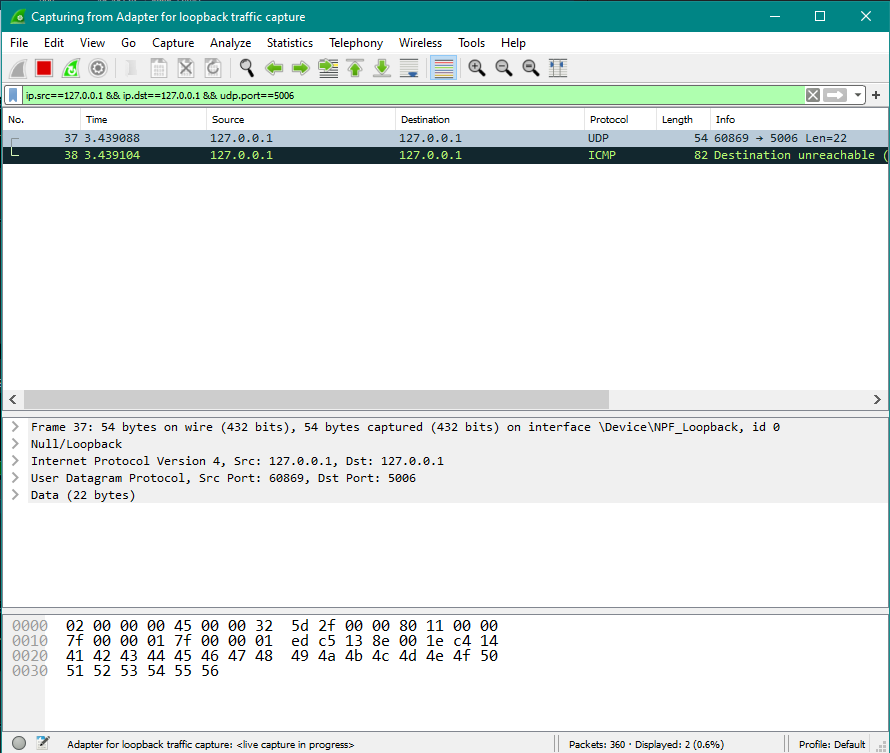 Capturing from Adapter for loopback traffic capture
File Edit View Go Capture Analyze Statistics Telephony Wireless Tools Help
ip.src==127.0.0.1 && ip.dst==127.0.0.1 && udp.port==5006
No. Time Source Destination Protocol Length Info
37 3.439088 127.0.0.1 127.0.0.1 UDP 54 60869 → 5006 Len=22
38 3.439104 127.0.0.1 127.0.0.1 ICMP 82 Destination unreachable (
Frame 37: 54 bytes on wire (432 bits), 54 bytes captured (432 bits) on interface \Device\NPF_Loopback, id 0
Null/Loopback
Internet Protocol Version 4, Src: 127.0.0.1, Dst: 127.0.0.1
User Datagram Protocol, Src Port: 60869, Dst Port: 5006
Data (22 bytes)
0000 02 00 00 00 45 00 00 32 5d 2f 00 00 80 11 00 00
0010 7f 00 00 01 7f 00 00 01 ed c5 13 8e 00 1e c4 14
0020 41 42 43 44 45 46 47 48 49 4a 4b 4c 4d 4e 4f 50
0030 51 52 53 54 55 56
Adapter for loopback traffic capture: <live capture in progress> Packets: 360 · Displayed: 2 (0.6%) Profile: Default